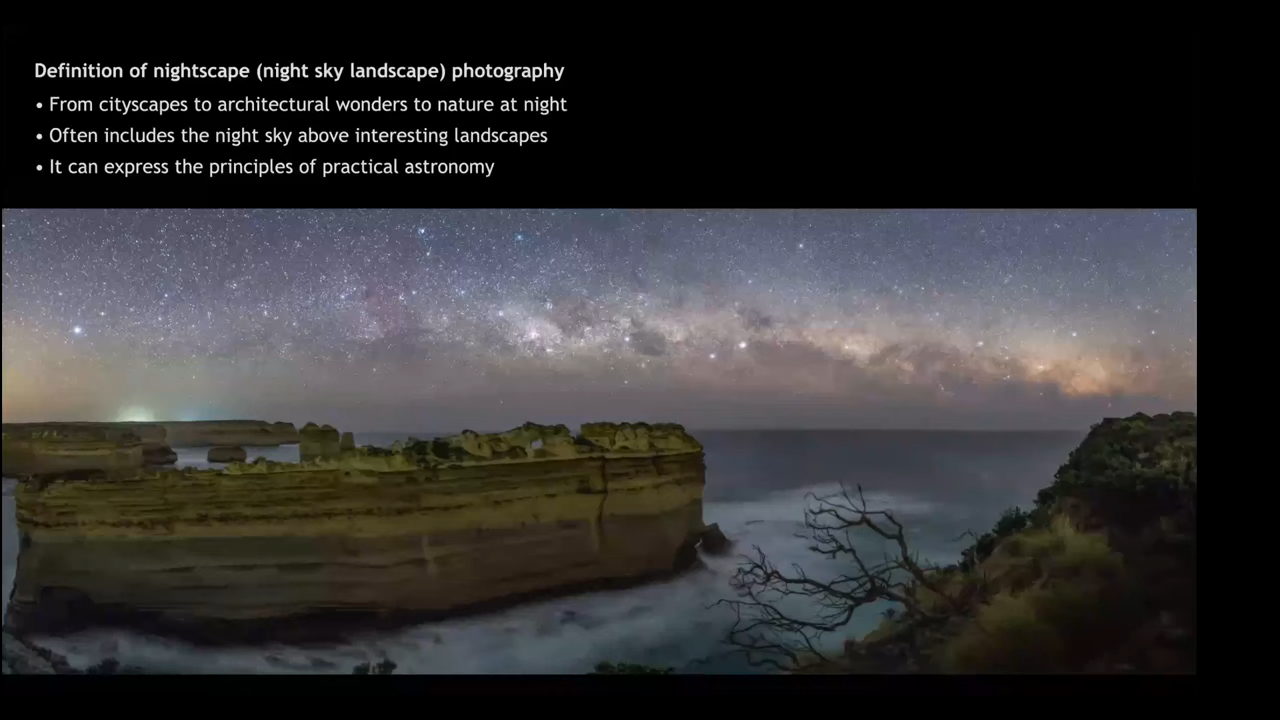 Definition of nightscape (night sky landscape) photography
• From cityscapes to architectural wonders to nature at night
• Often includes the night sky above interesting landscapes
• It can express the principles of practical astronomy